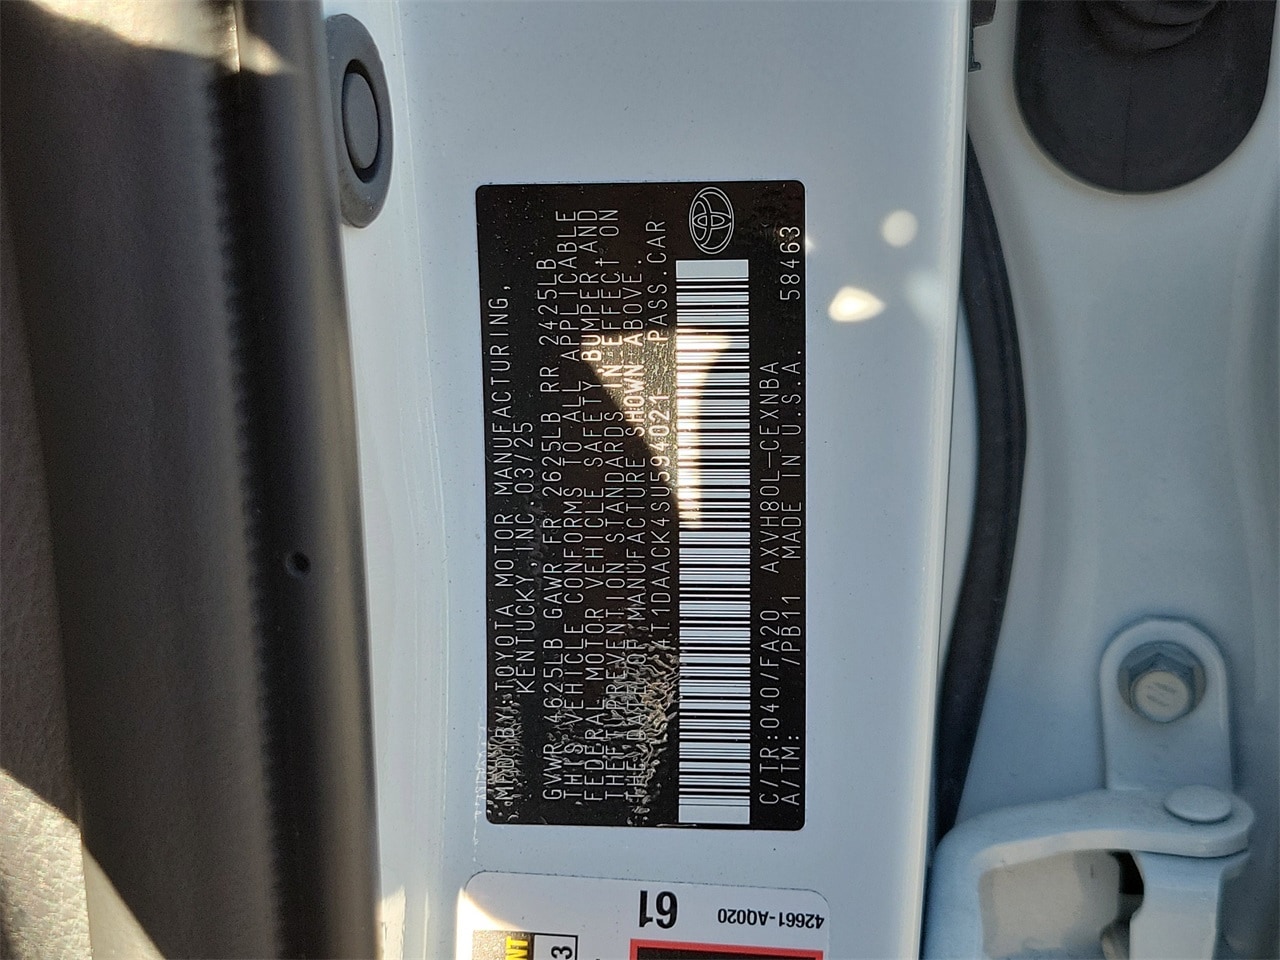 MFD. BY: TOYOTA MOTOR MANUFACTURING,
KENTUCKY, INC. 03/25
GVWR 4625LB GAWR FR 2625LB RR 2425LB
THIS VEHICLE CONFORMS TO ALL APPLICABLE
FEDERAL MOTOR VEHICLE SAFETY, BUMPER, AND
THEFT PREVENTION STANDARDS IN EFFECT ON
THE DATE OF MANUFACTURE SHOWN ABOVE.
4T1DAACK4SU594021 PASS.CAR
C/TR:040/FA20 AXVH80L-CEXNBA
A/TM: /PB11 MADE IN U.S.A. 58463
61
42661-AQ020
3